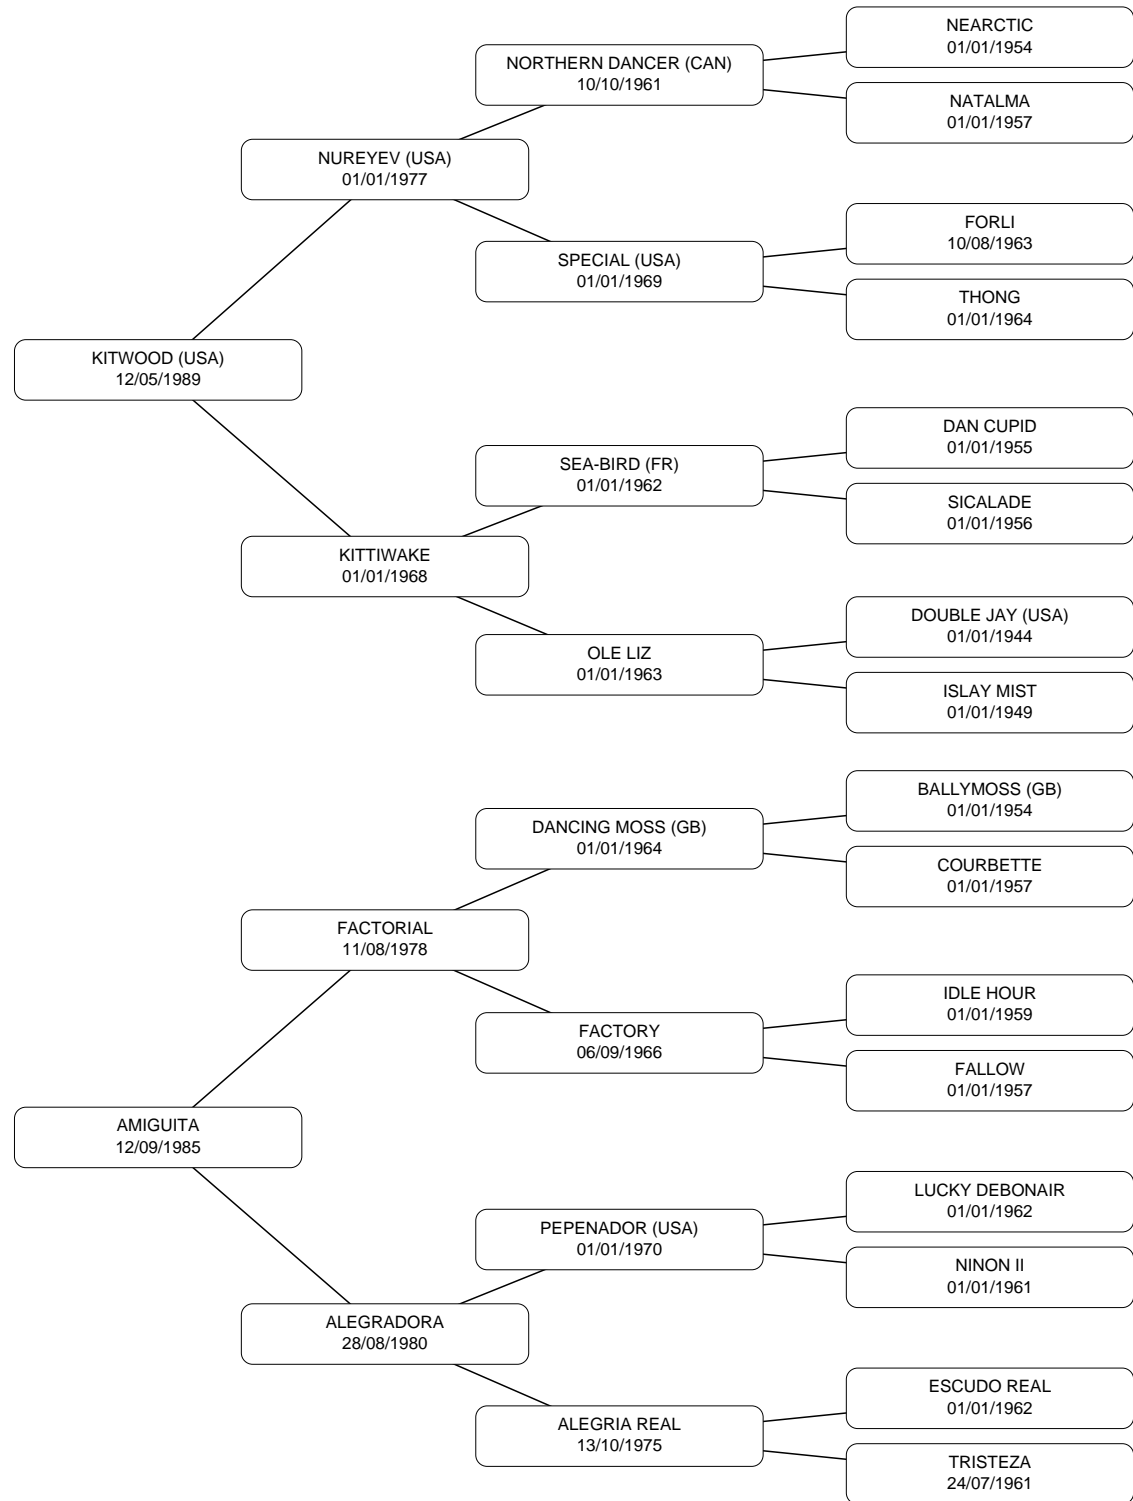 NEARCTIC
01/01/1954
NORTHERN DANCER (CAN)
10/10/1961
NATALMA
01/01/1957
NUREYEV (USA)
01/01/1977
FORLI
10/08/1963
SPECIAL (USA)
01/01/1969
THONG
01/01/1964
KITWOOD (USA)
12/05/1989
DAN CUPID
01/01/1955
SEA-BIRD (FR)
01/01/1962
SICALADE
01/01/1956
KITTIWAKE
01/01/1968
DOUBLE JAY (USA)
01/01/1944
OLE LIZ
01/01/1963
ISLAY MIST
01/01/1949
BALLYMOSS (GB)
01/01/1954
DANCING MOSS (GB)
01/01/1964
COURBETTE
01/01/1957
FACTORIAL
11/08/1978
IDLE HOUR
01/01/1959
FACTORY
06/09/1966
FALLOW
01/01/1957
AMIGUITA
12/09/1985
LUCKY DEBONAIR
01/01/1962
PEPENADOR (USA)
01/01/1970
NINON II
01/01/1961
ALEGRADORA
28/08/1980
ESCUDO REAL
01/01/1962
ALEGRIA REAL
13/10/1975
TRISTEZA
24/07/1961